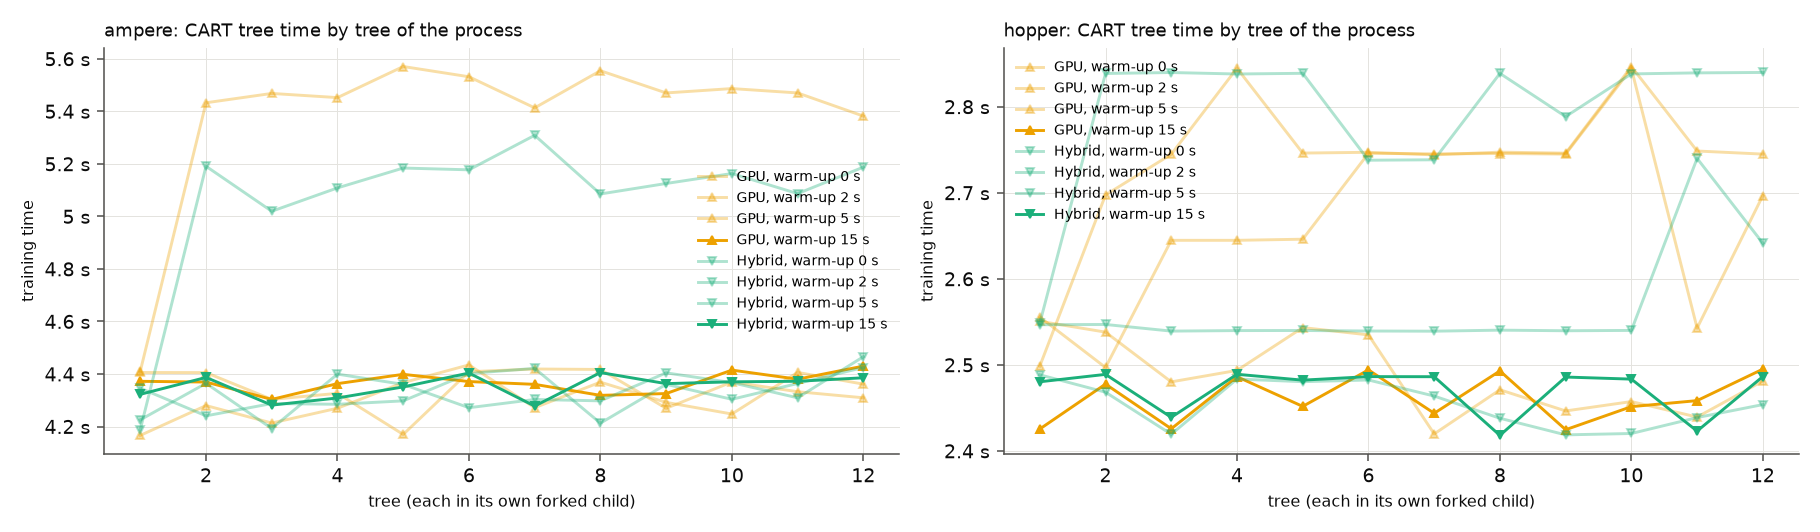 ampere: CART tree time by tree of the process
5.6 s
5.4 s
5.2 s
5 s
4.8 s
4.6 s
4.4 s
4.2 s
training time
GPU, warm-up 0 s
GPU, warm-up 2 s
GPU, warm-up 5 s
GPU, warm-up 15 s
Hybrid, warm-up 0 s
Hybrid, warm-up 2 s
Hybrid, warm-up 5 s
Hybrid, warm-up 15 s
2 4 6 8 10 12
tree (each in its own forked child)
hopper: CART tree time by tree of the process
GPU, warm-up 0 s
GPU, warm-up 2 s
GPU, warm-up 5 s
GPU, warm-up 15 s
Hybrid, warm-up 0 s
Hybrid, warm-up 2 s
Hybrid, warm-up 5 s
Hybrid, warm-up 15 s
2.8 s
2.7 s
2.6 s
2.5 s
2.4 s
training time
2 4 6 8 10 12
tree (each in its own forked child)